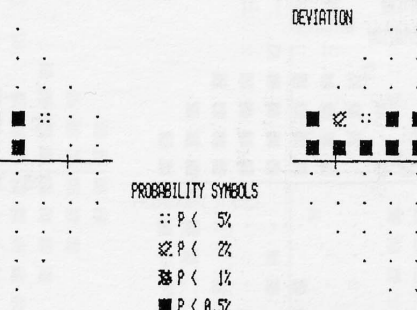 DEVIATION
PROBABILITY SYMBOLS
:: P < 5%
P < 2%
P < 1%
P < 0.5%